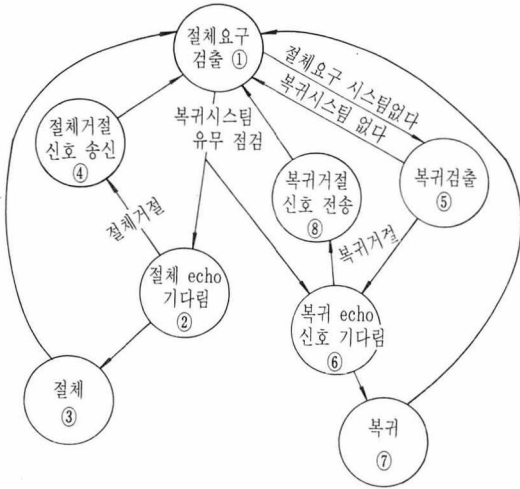 절체요구
검출 ①
절체요구 시스팀없다
복귀시스팀 없다
복귀시스팀
유무 점검
절체거절
신호 송신
④
절체거절
복귀거절
신호 전송
⑧
복귀검출
⑤
복귀거절
절체 echo
기다림
②
복귀 echo
신호 기다림
⑥
절체
③
복귀
⑦